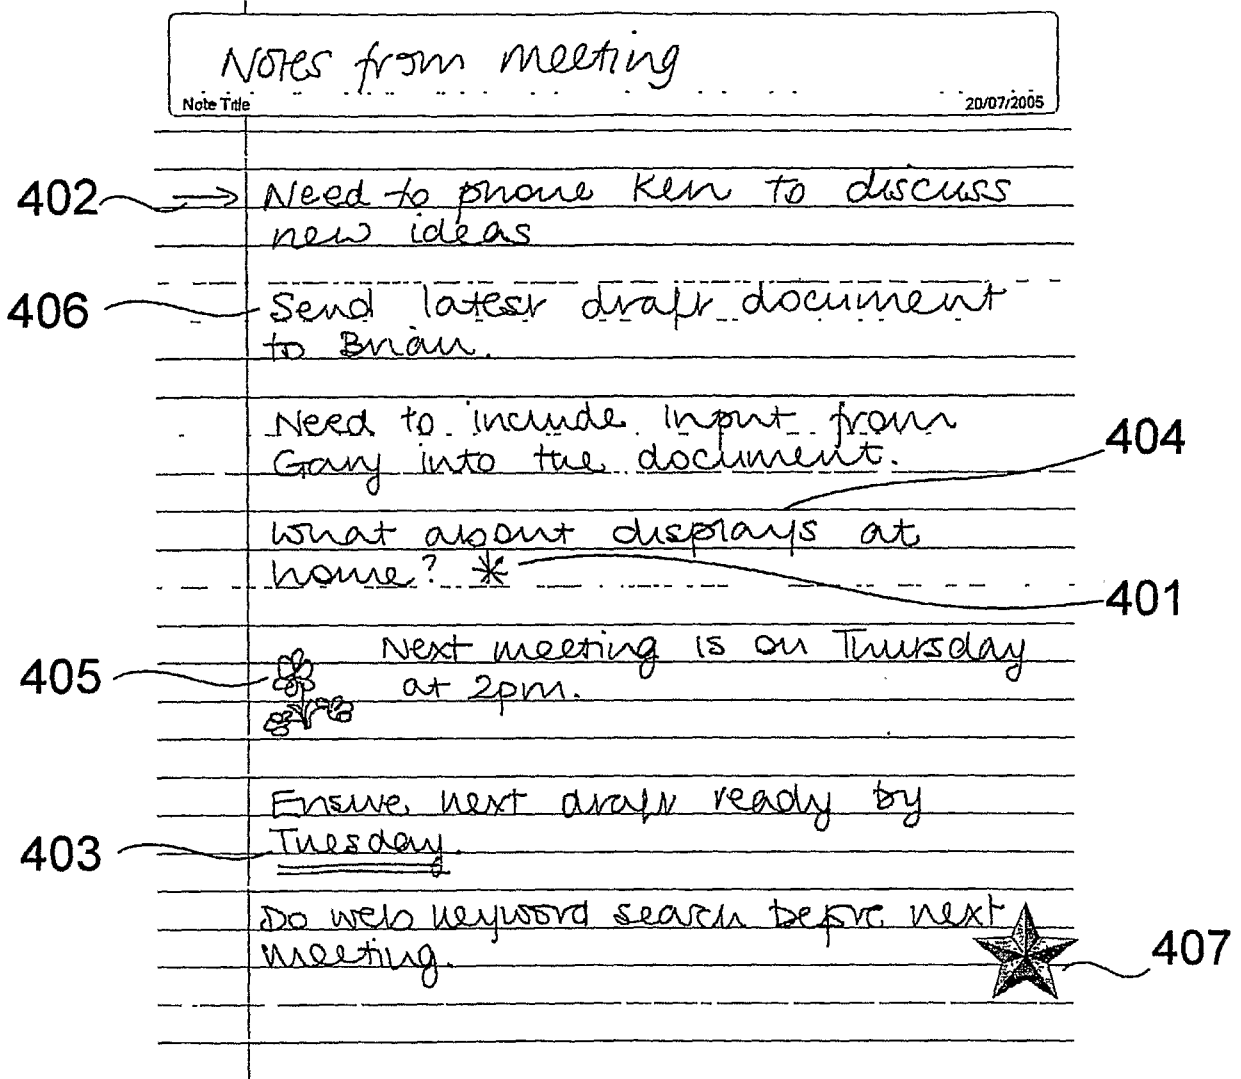 Notes from meeting
Note Title 20/07/2005
402 → Need to phone Ken to discuss
new ideas
406 Send latest draft document
to Brian.
Need to include input from
Gary into the document.
404
What about displays at
home? *
401
Next meeting is on Thursday
405
at 2pm.
Ensure next draft ready by
403 Tuesday.
Do web keyword search before next
meeting.
407